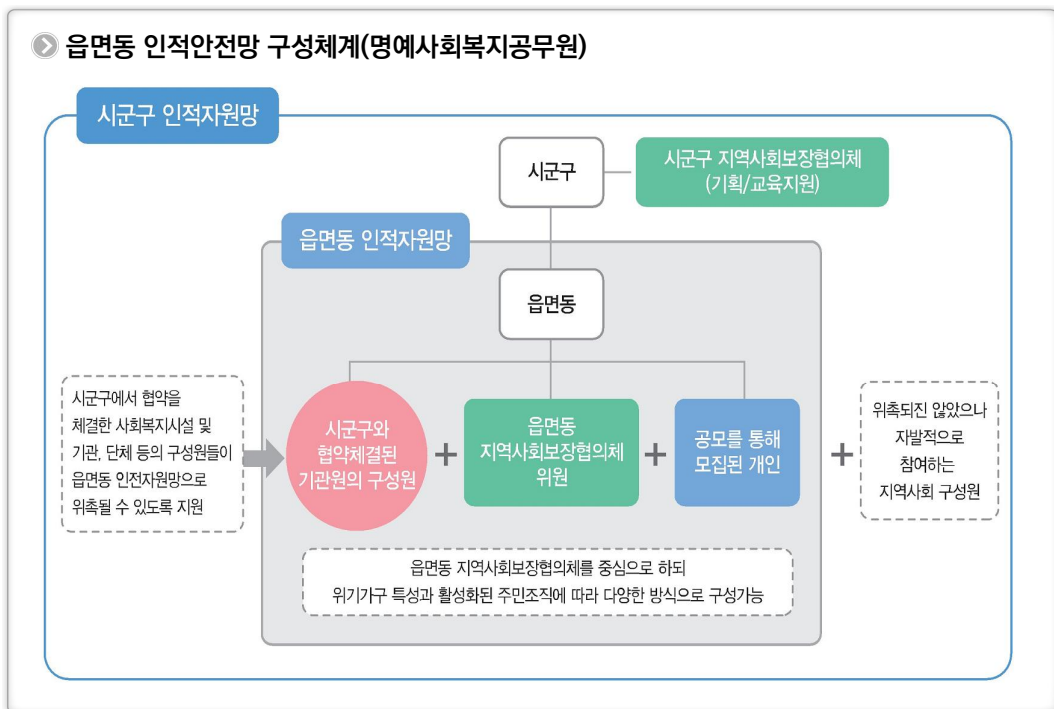 읍면동 인적안전망 구성체계(명예사회복지공무원)
시군구 인적자원망
시군구
시군구 지역사회보장협의체
(기획/교육지원)
읍면동 인적자원망
읍면동
시군구에서 협약을
체결한 사회복지시설 및
기관, 단체 등의 구성원들이
읍면동 인전자원망으로
위촉될 수 있도록 지원
시군구와
협약체결된
기관원의 구성원
+
읍면동
지역사회보장협의체
위원
+
공모를 통해
모집된 개인
+
위촉되진 않았으나
자발적으로
참여하는
지역사회 구성원
읍면동 지역사회보장협의체를 중심으로 하되
위기가구 특성과 활성화된 주민조직에 따라 다양한 방식으로 구성가능